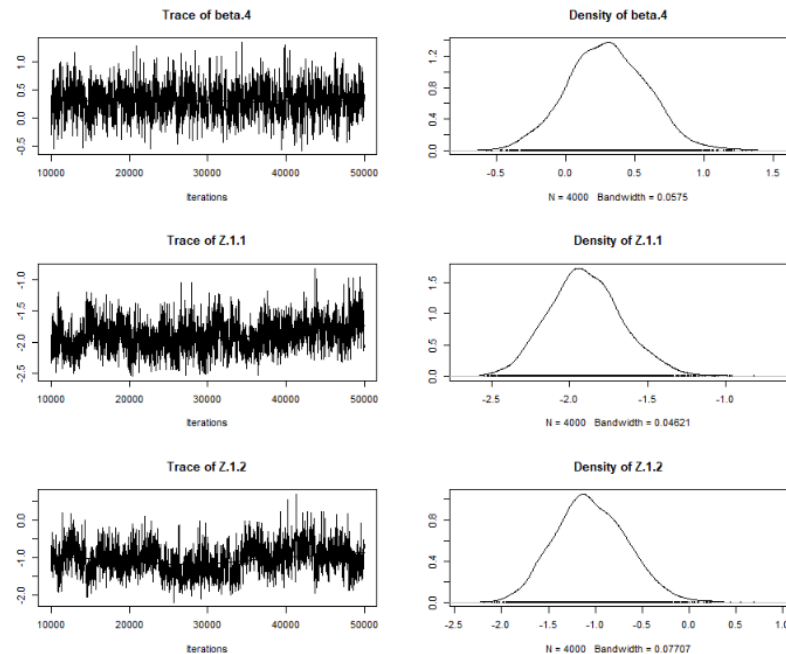 Trace of beta.4
-0.5 0.0 0.5 1.0
10000 20000 30000 40000 50000
Iterations
Density of beta.4
0.0 0.4 0.8 1.2
-0.5 0.0 0.5 1.0 1.5
N = 4000 Bandwidth = 0.0575
Trace of Z.1.1
-2.5 -2.0 -1.5 -1.0
10000 20000 30000 40000 50000
Iterations
Density of Z.1.1
0.0 0.5 1.0 1.5
-2.5 -2.0 -1.5 -1.0
N = 4000 Bandwidth = 0.04621
Trace of Z.1.2
-2.0 -1.0 0.0
10000 20000 30000 40000 50000
Iterations
Density of Z.1.2
0.0 0.4 0.8
-2.5 -2.0 -1.5 -1.0 -0.5 0.0 0.5 1.0
N = 4000 Bandwidth = 0.07707